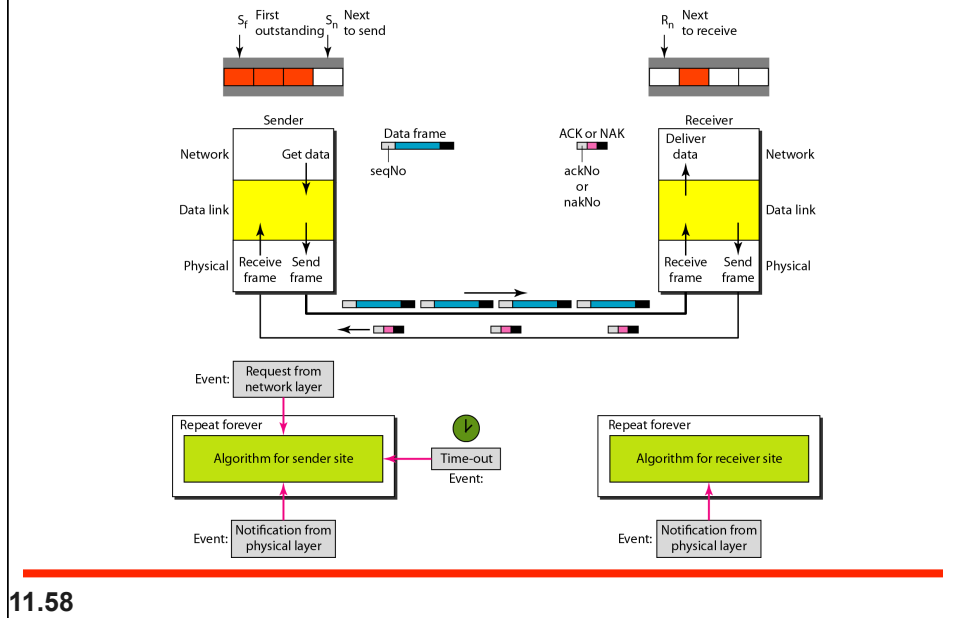 Sf First outstanding
Sn Next to send
Rn Next to receive
Sender
Receiver
Data frame
seqNo
ACK or NAK
ackNo
or
nakNo
Network
Get data
Deliver
data
Network
Data link
Data link
Physical
Receive
frame
Send
frame
Receive
frame
Send
frame
Physical
Event:
Request from
network layer
Repeat forever
Algorithm for sender site
Time-out
Event:
Event:
Notification from
physical layer
Repeat forever
Algorithm for receiver site
Event:
Notification from
physical layer
11.58